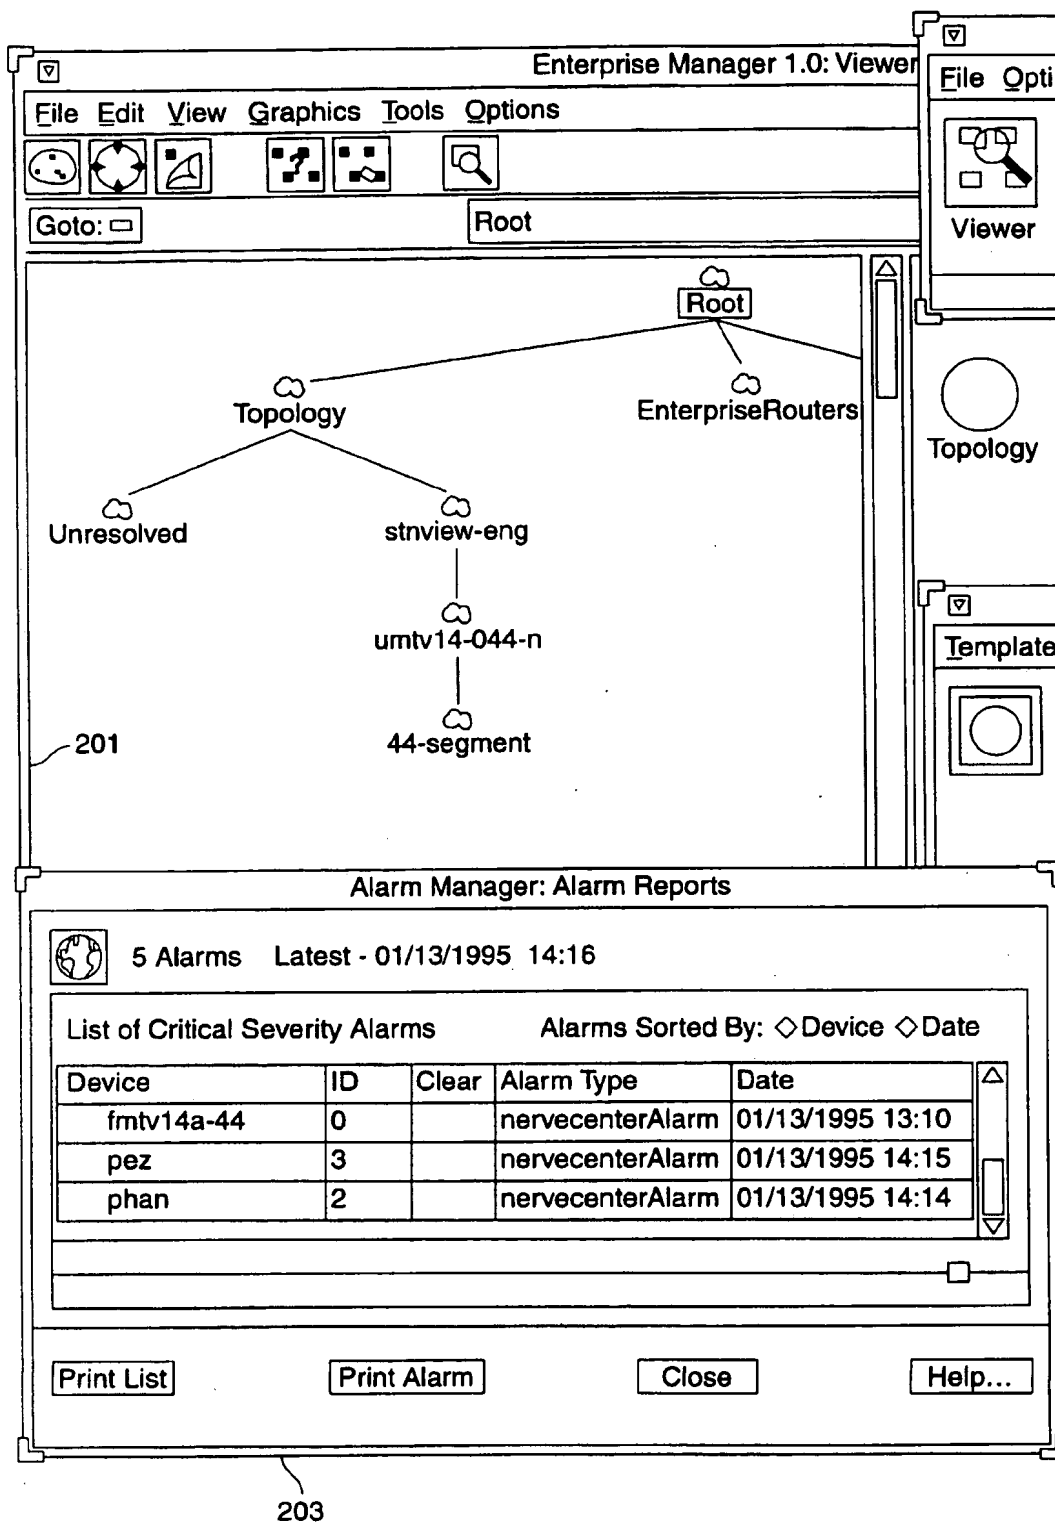 Enterprise Manager 1.0: Viewer
File Edit View Graphics Tools Options
Goto:
Root
File Opti
Viewer
Root
Topology
EnterpriseRouters
Topology
Unresolved
stnview-eng
umtv14-044-n
44-segment
201
Template
Alarm Manager: Alarm Reports
5 Alarms Latest - 01/13/1995 14:16
List of Critical Severity Alarms Alarms Sorted By: Device Date
Device ID Clear Alarm Type Date
fmtv14a-44 0 nervecenterAlarm 01/13/1995 13:10
pez 3 nervecenterAlarm 01/13/1995 14:15
phan 2 nervecenterAlarm 01/13/1995 14:14
Print List Print Alarm Close Help...
203